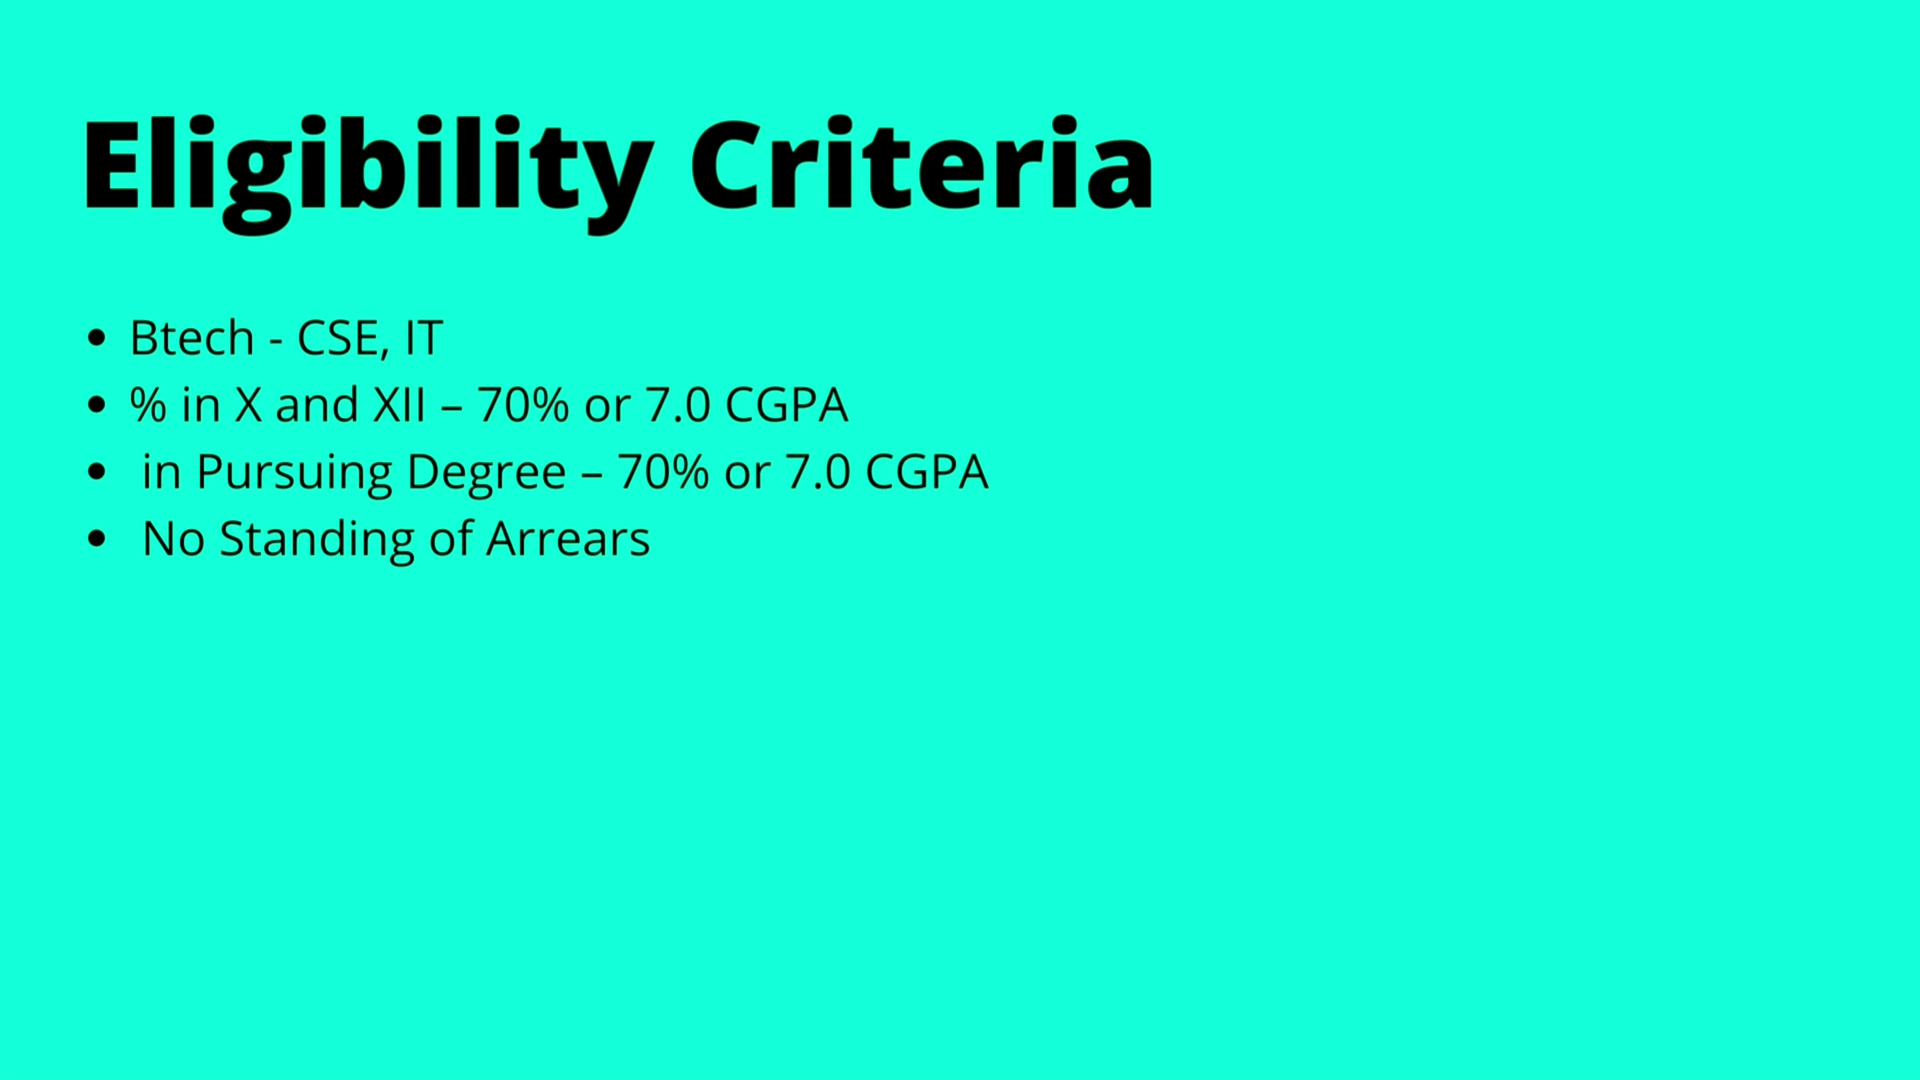 Eligibility Criteria
• Btech - CSE, IT
• % in X and XII – 70% or 7.0 CGPA
• in Pursuing Degree – 70% or 7.0 CGPA
• No Standing of Arrears